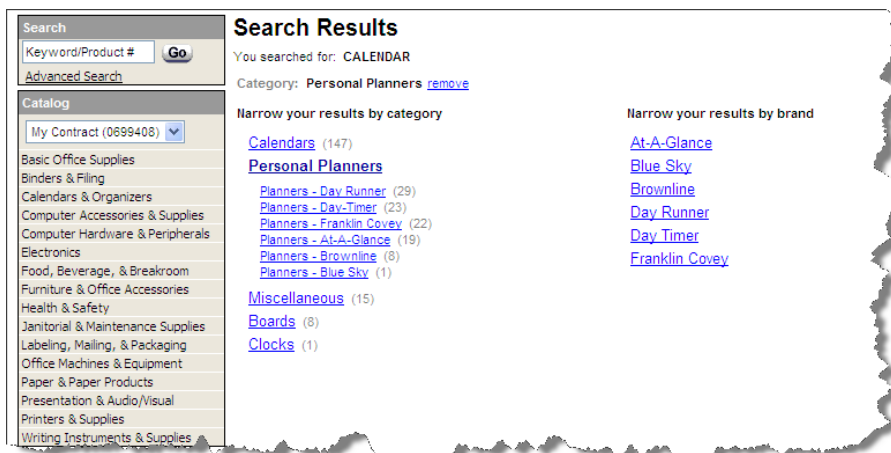 Search
Keyword/Product #
Go
Advanced Search
Catalog
My Contract (0699408)
Basic Office Supplies
Binders & Filing
Calendars & Organizers
Computer Accessories & Supplies
Computer Hardware & Peripherals
Electronics
Food, Beverage, & Breakroom
Furniture & Office Accessories
Health & Safety
Janitorial & Maintenance Supplies
Labeling, Mailing, & Packaging
Office Machines & Equipment
Paper & Paper Products
Presentation & Audio/Visual
Printers & Supplies
Writing Instruments & Supplies
Search Results
You searched for: CALENDAR
Category: Personal Planners remove
Narrow your results by category
Calendars (147)
Personal Planners
Planners - Day Runner (29)
Planners - Day-Timer (23)
Planners - Franklin Covey (22)
Planners - At-A-Glance (19)
Planners - Brownline (8)
Planners - Blue Sky (1)
Miscellaneous (15)
Boards (8)
Clocks (1)
Narrow your results by brand
At-A-Glance
Blue Sky
Brownline
Day Runner
Day Timer
Franklin Covey